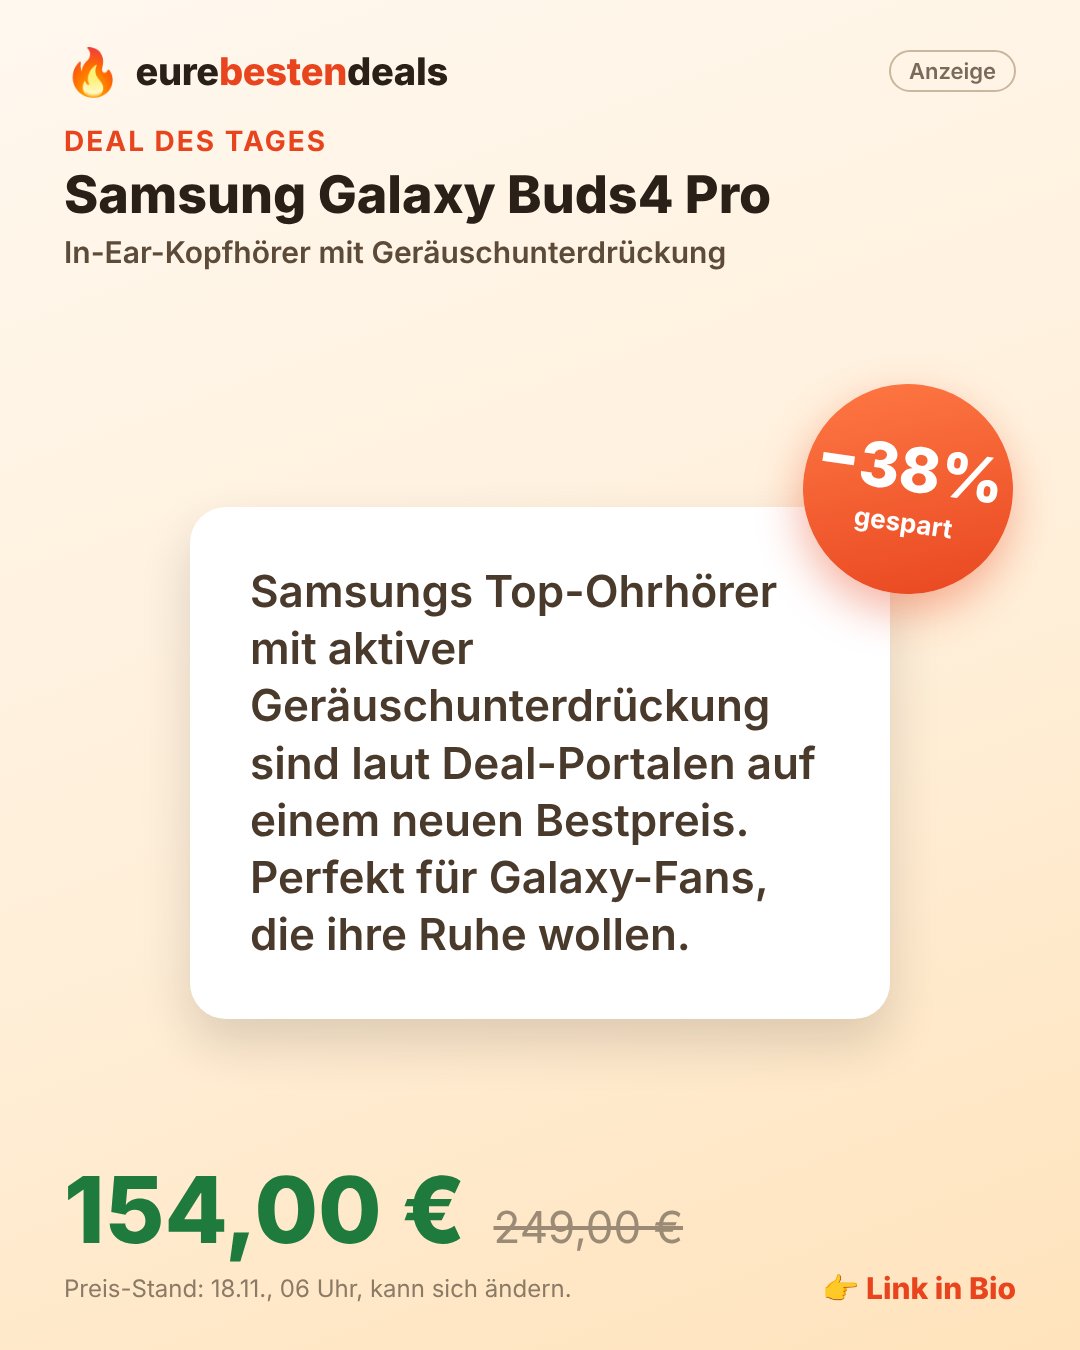 eurebestendeals
Anzeige
DEAL DES TAGES
Samsung Galaxy Buds4 Pro
In-Ear-Kopfhörer mit Geräuschunterdrückung
−38%
gespart
Samsungs Top-Ohrhörer
mit aktiver
Geräuschunterdrückung
sind laut Deal-Portalen auf
einem neuen Bestpreis.
Perfekt für Galaxy-Fans,
die ihre Ruhe wollen.
154,00 € 249,00 €
Preis-Stand: 18.11., 06 Uhr, kann sich ändern.
👉 Link in Bio